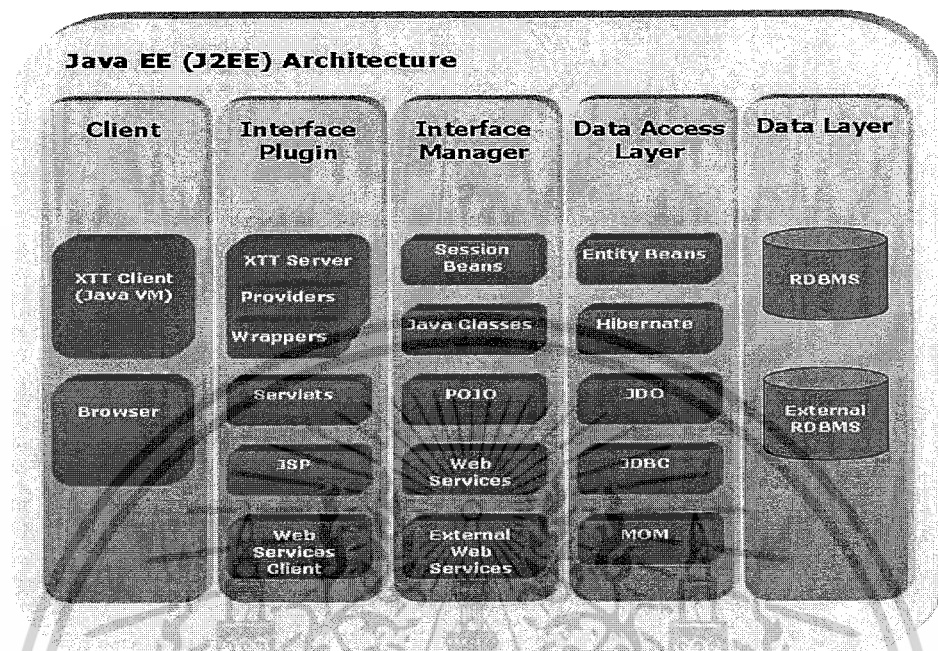 Java EE (J2EE) Architecture
Client
Interface
Plugin
Interface
Manager
Data Access
Layer
Data Layer
XTT Client
(Java VM)
Browser
XTT Server
Providers
Wrappers
Servlets
JSP
Web
Services
Client
Session
Beans
Java Classes
POJO
Web
Services
External
Web
Services
Entity Beans
Hibernate
JDO
JDBC
MOM
RDBMS
External
RDBMS